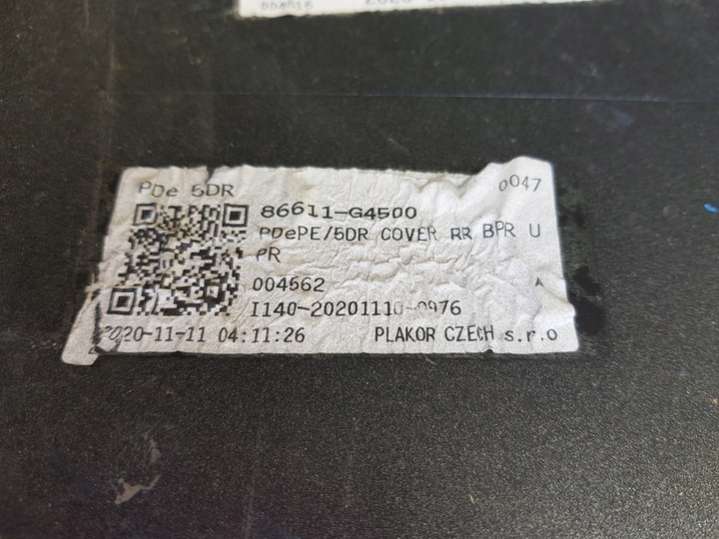 PDe 5DR
0047
86611-G4500
PDePE/5DR COVER RR BPR U
PR
004562
A
I140-20201110-0976
2020-11-11 04:11:26 PLAKOR CZECH s.r.o